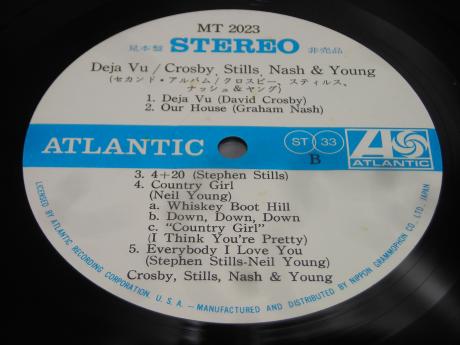 MT 2023
見本盤 STEREO 非売品
Deja Vu / Crosby, Stills, Nash & Young
(セカンド・アルバム/クロスビー、スティルス、
ナッシュ&ヤング)
1. Deja Vu (David Crosby)
2. Our House (Graham Nash)
ATLANTIC ST 33 ATLANTIC
B
3. 4+20 (Stephen Stills)
4. Country Girl
(Neil Young)
a. Whiskey Boot Hill
b. Down, Down, Down
c. "Country Girl"
(I Think You're Pretty)
5. Everybody I Love You
(Stephen Stills-Neil Young)
Crosby, Stills, Nash & Young
LICENSED BY ATLANTIC RECORDING CORPORATION. U.S.A. —MANUFACTURED AND DISTRIBUTED BY NIPPON GRAMMOPHON CO., LTD., JAPAN